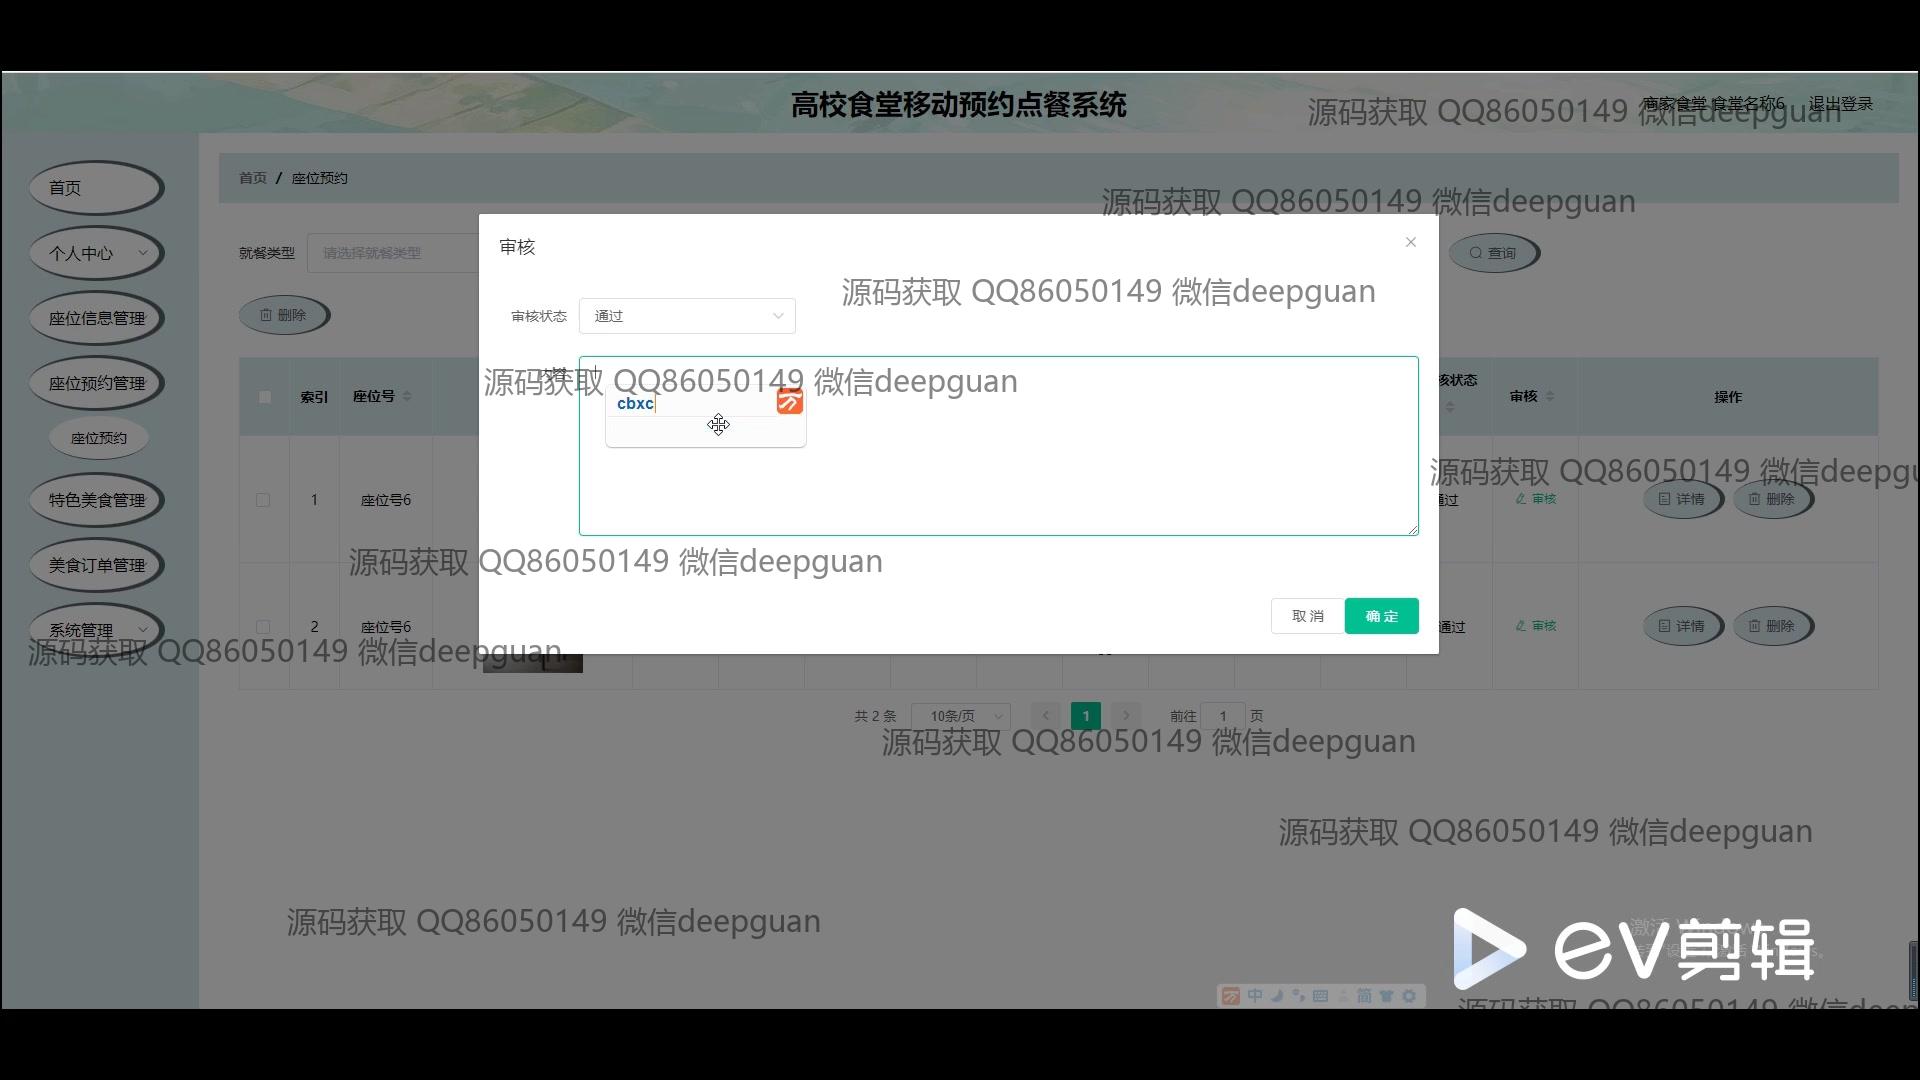 高校食堂移动预约点餐系统
商家食堂 食堂名称6 退出登录
源码获取 QQ86050149 微信deepguan
首页
个人中心
座位信息管理
座位预约管理
座位预约
特色美食管理
美食订单管理
系统管理
首页 / 座位预约
源码获取 QQ86050149 微信deepguan
就餐类型 请选择就餐类型
查询
删除
审核
源码获取 QQ86050149 微信deepguan
审核状态 通过
内容
源码获取 QQ86050149 微信deepguan
cbxc
取 消 确 定
索引 座位号 核状态 审核 操作
源码获取 QQ86050149 微信deepgu
1 座位号6 通过 审核 详情 删除
源码获取 QQ86050149 微信deepguan
2 座位号6 通过 审核 详情 删除
源码获取 QQ86050149 微信deepguan
共 2 条 10条/页 1 前往 1 页
源码获取 QQ86050149 微信deepguan
源码获取 QQ86050149 微信deepguan
源码获取 QQ86050149 微信deepguan
eV剪辑
中 简
源码获取 QQ86050149 微信deep